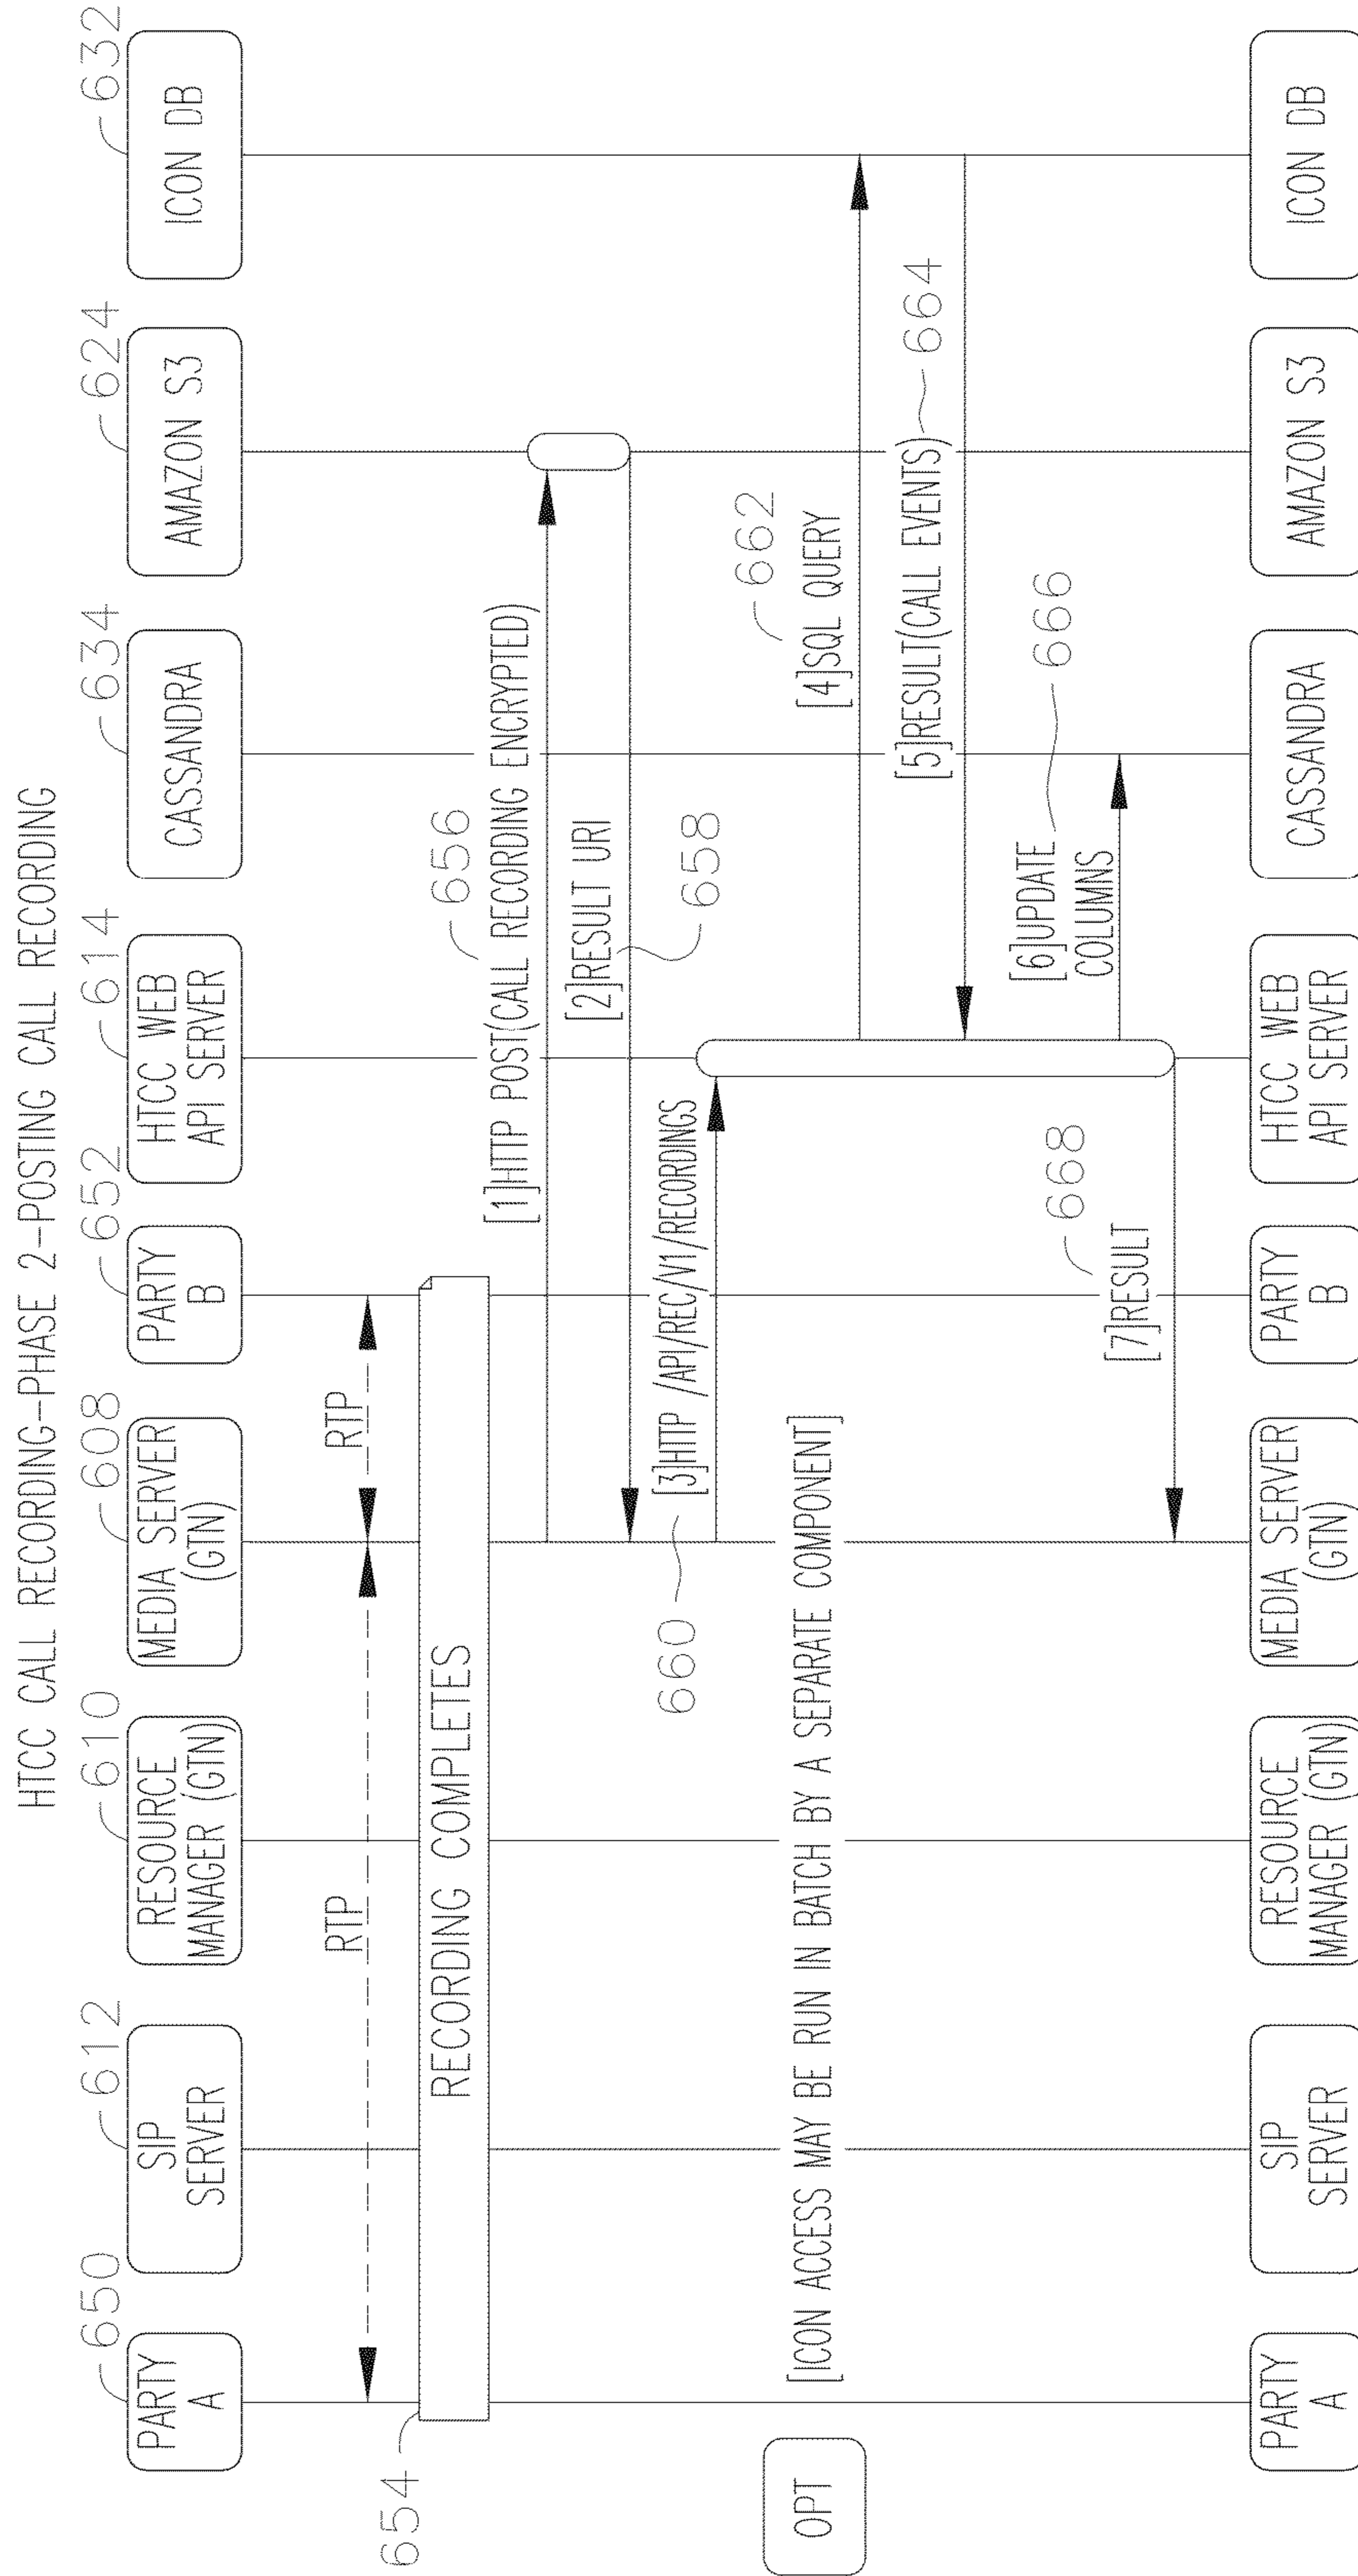 HTCC CALL RECORDING-PHASE 2-POSTING CALL RECORDING
650
612
610
608
652
614
634
624
632
PARTY
A
SIP
SERVER
RESOURCE
MANAGER (GTN)
MEDIA SERVER
(GTN)
PARTY
B
HTCC WEB
API SERVER
CASSANDRA
AMAZON S3
ICON DB
RTP
RTP
654
RECORDING COMPLETES
656
[1]HTTP POST(CALL RECORDING ENCRYPTED)
[2]RESULT URI
658
[3]HTTP /API/REC/V1/RECORDINGS
660
OPT
[ICON ACCESS MAY BE RUN IN BATCH BY A SEPARATE COMPONENT]
662
[4]SQL QUERY
[5]RESULT(CALL EVENTS)
664
[6]UPDATE
COLUMNS
666
668
[7]RESULT
PARTY
A
SIP
SERVER
RESOURCE
MANAGER (GTN)
MEDIA SERVER
(GTN)
PARTY
B
HTCC WEB
API SERVER
CASSANDRA
AMAZON S3
ICON DB